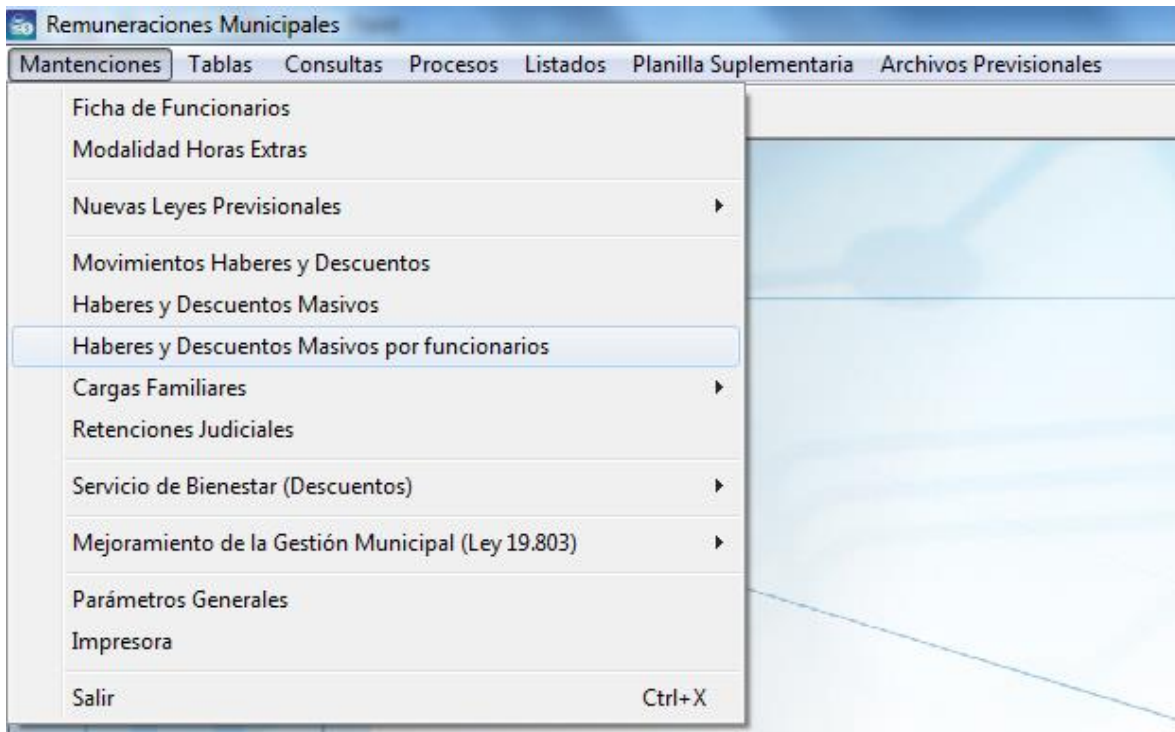 Remuneraciones Municipales
Mantenciones Tablas Consultas Procesos Listados Planilla Suplementaria Archivos Previsionales
Ficha de Funcionarios
Modalidad Horas Extras
Nuevas Leyes Previsionales
Movimientos Haberes y Descuentos
Haberes y Descuentos Masivos
Haberes y Descuentos Masivos por funcionarios
Cargas Familiares
Retenciones Judiciales
Servicio de Bienestar (Descuentos)
Mejoramiento de la Gestión Municipal (Ley 19.803)
Parámetros Generales
Impresora
Salir Ctrl+X